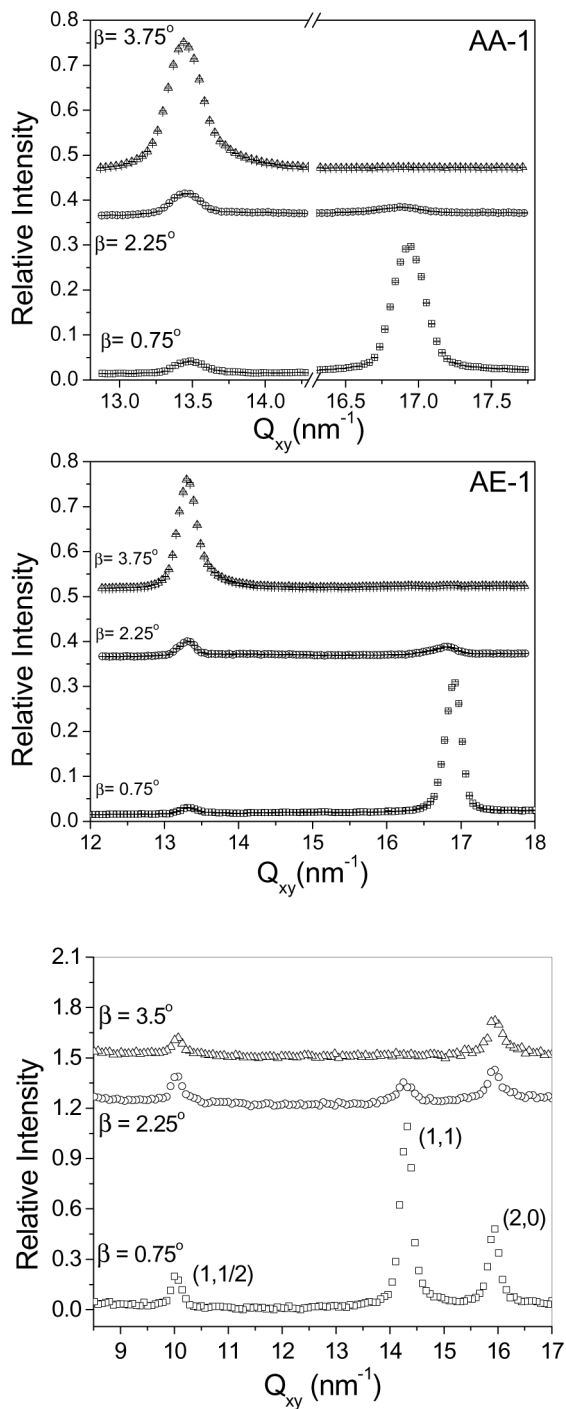 AA-1
0.8
β= 3.75°
0.7
0.6
0.5
0.4
β= 2.25°
0.3
0.2
β= 0.75°
0.1
0.0
Relative Intensity
13.0 13.5 14.0 16.5 17.0 17.5
Qxy(nm-1)
AE-1
0.8
0.7
0.6
β= 3.75°
0.5
β= 2.25°
0.4
0.3
0.2
0.1
β= 0.75°
0.0
Relative Intensity
12 13 14 15 16 17 18
Qxy(nm-1)
2.1
1.8
β = 3.5°
1.5
1.2
β = 2.25°
(1,1)
0.9
0.6
(2,0)
β = 0.75°
0.3
(1,1/2)
0.0
Relative Intensity
9 10 11 12 13 14 15 16 17
Qxy(nm-1)